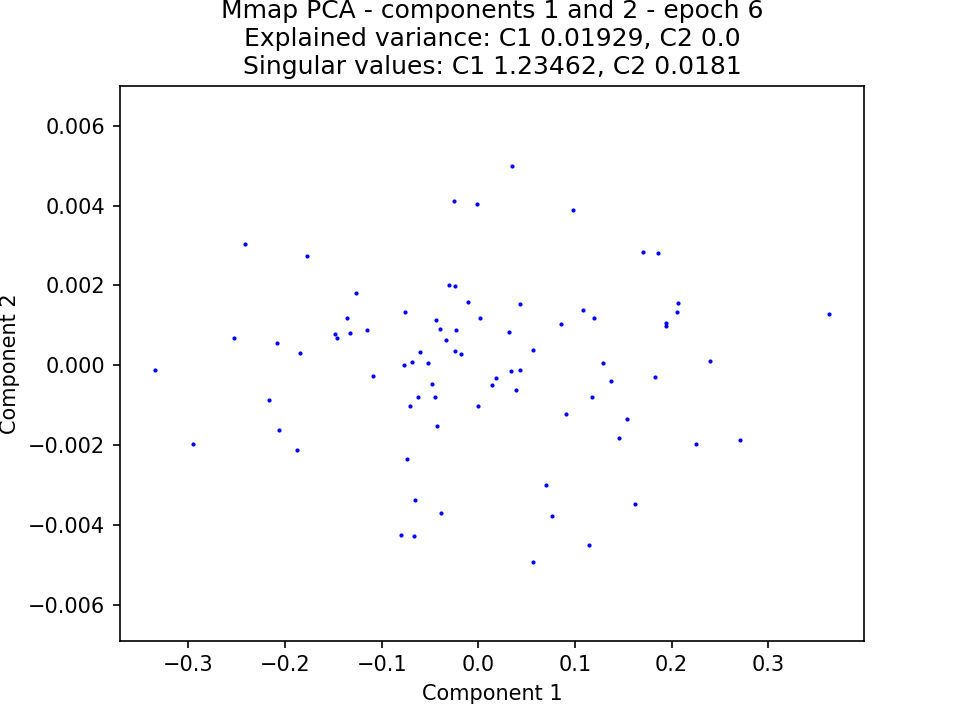 Mmap PCA - components 1 and 2 - epoch 6
Explained variance: C1 0.01929, C2 0.0
Singular values: C1 1.23462, C2 0.0181
0.006
0.004
0.002
0.000
−0.002
−0.004
−0.006
Component 2
−0.3
−0.2
−0.1
0.0
0.1
0.2
0.3
Component 1